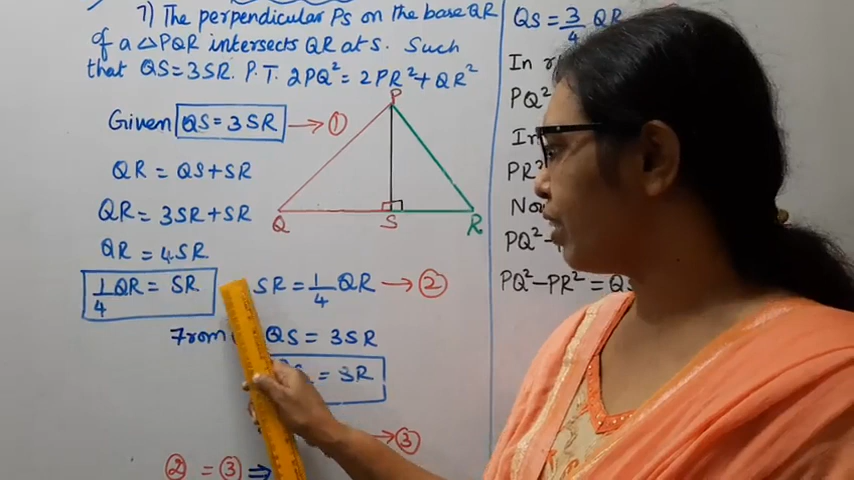 7) The perpendicular PS on the base QR
of a △PQR intersects QR at S. Such
that QS = 3SR. P.T. 2PQ² = 2PR² + QR²
Given QS = 3SR → ①
QR = QS + SR
QR = 3SR + SR
QR = 4SR
1/4 QR = SR
SR = 1/4 QR → ②
From QS = 3SR
= SR
→ ③
② = ③ ⇒
P
Q
S
R
QS = 3/4 QR
In
PQ²
In
PR²
PQ² -
PQ² - PR² = QS